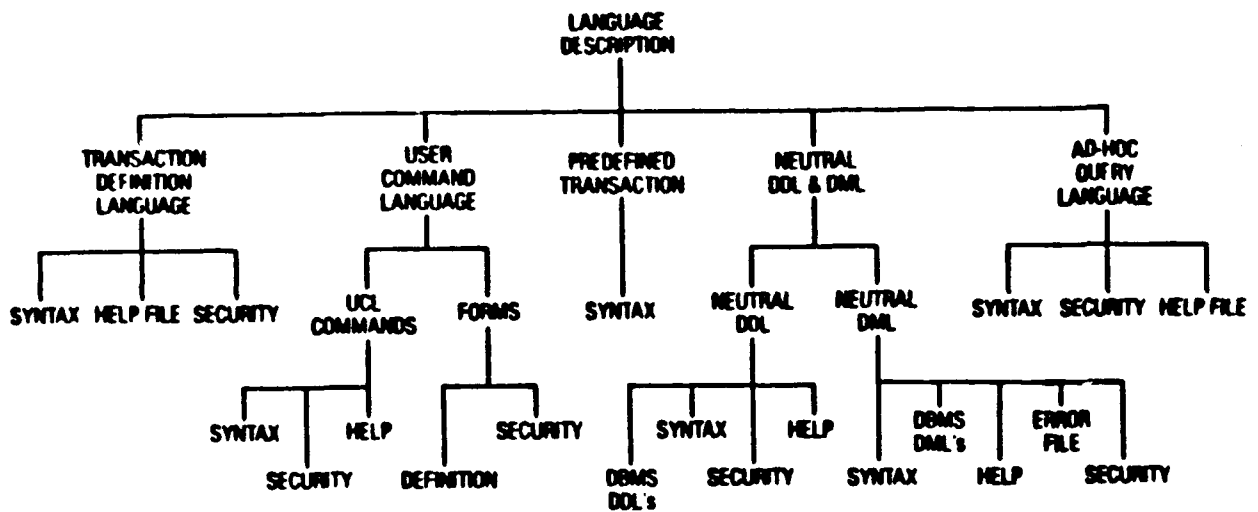 LANGUAGE
DESCRIPTION
TRANSACTION
DEFINITION
LANGUAGE
USER
COMMAND
LANGUAGE
PREDEFINED
TRANSACTION
NEUTRAL
DDL & DML
AD-HOC
QUERY
LANGUAGE
SYNTAX HELP FILE SECURITY
UCL
COMMANDS
FORMS
SYNTAX
NEUTRAL
DDL
NEUTRAL
DML
SYNTAX SECURITY HELP FILE
SYNTAX
SECURITY
HELP
DEFINITION
SECURITY
DBMS
DDL's
SYNTAX
SECURITY
HELP
SYNTAX
DBMS
DML's
HELP
ERROR
FILE
SECURITY